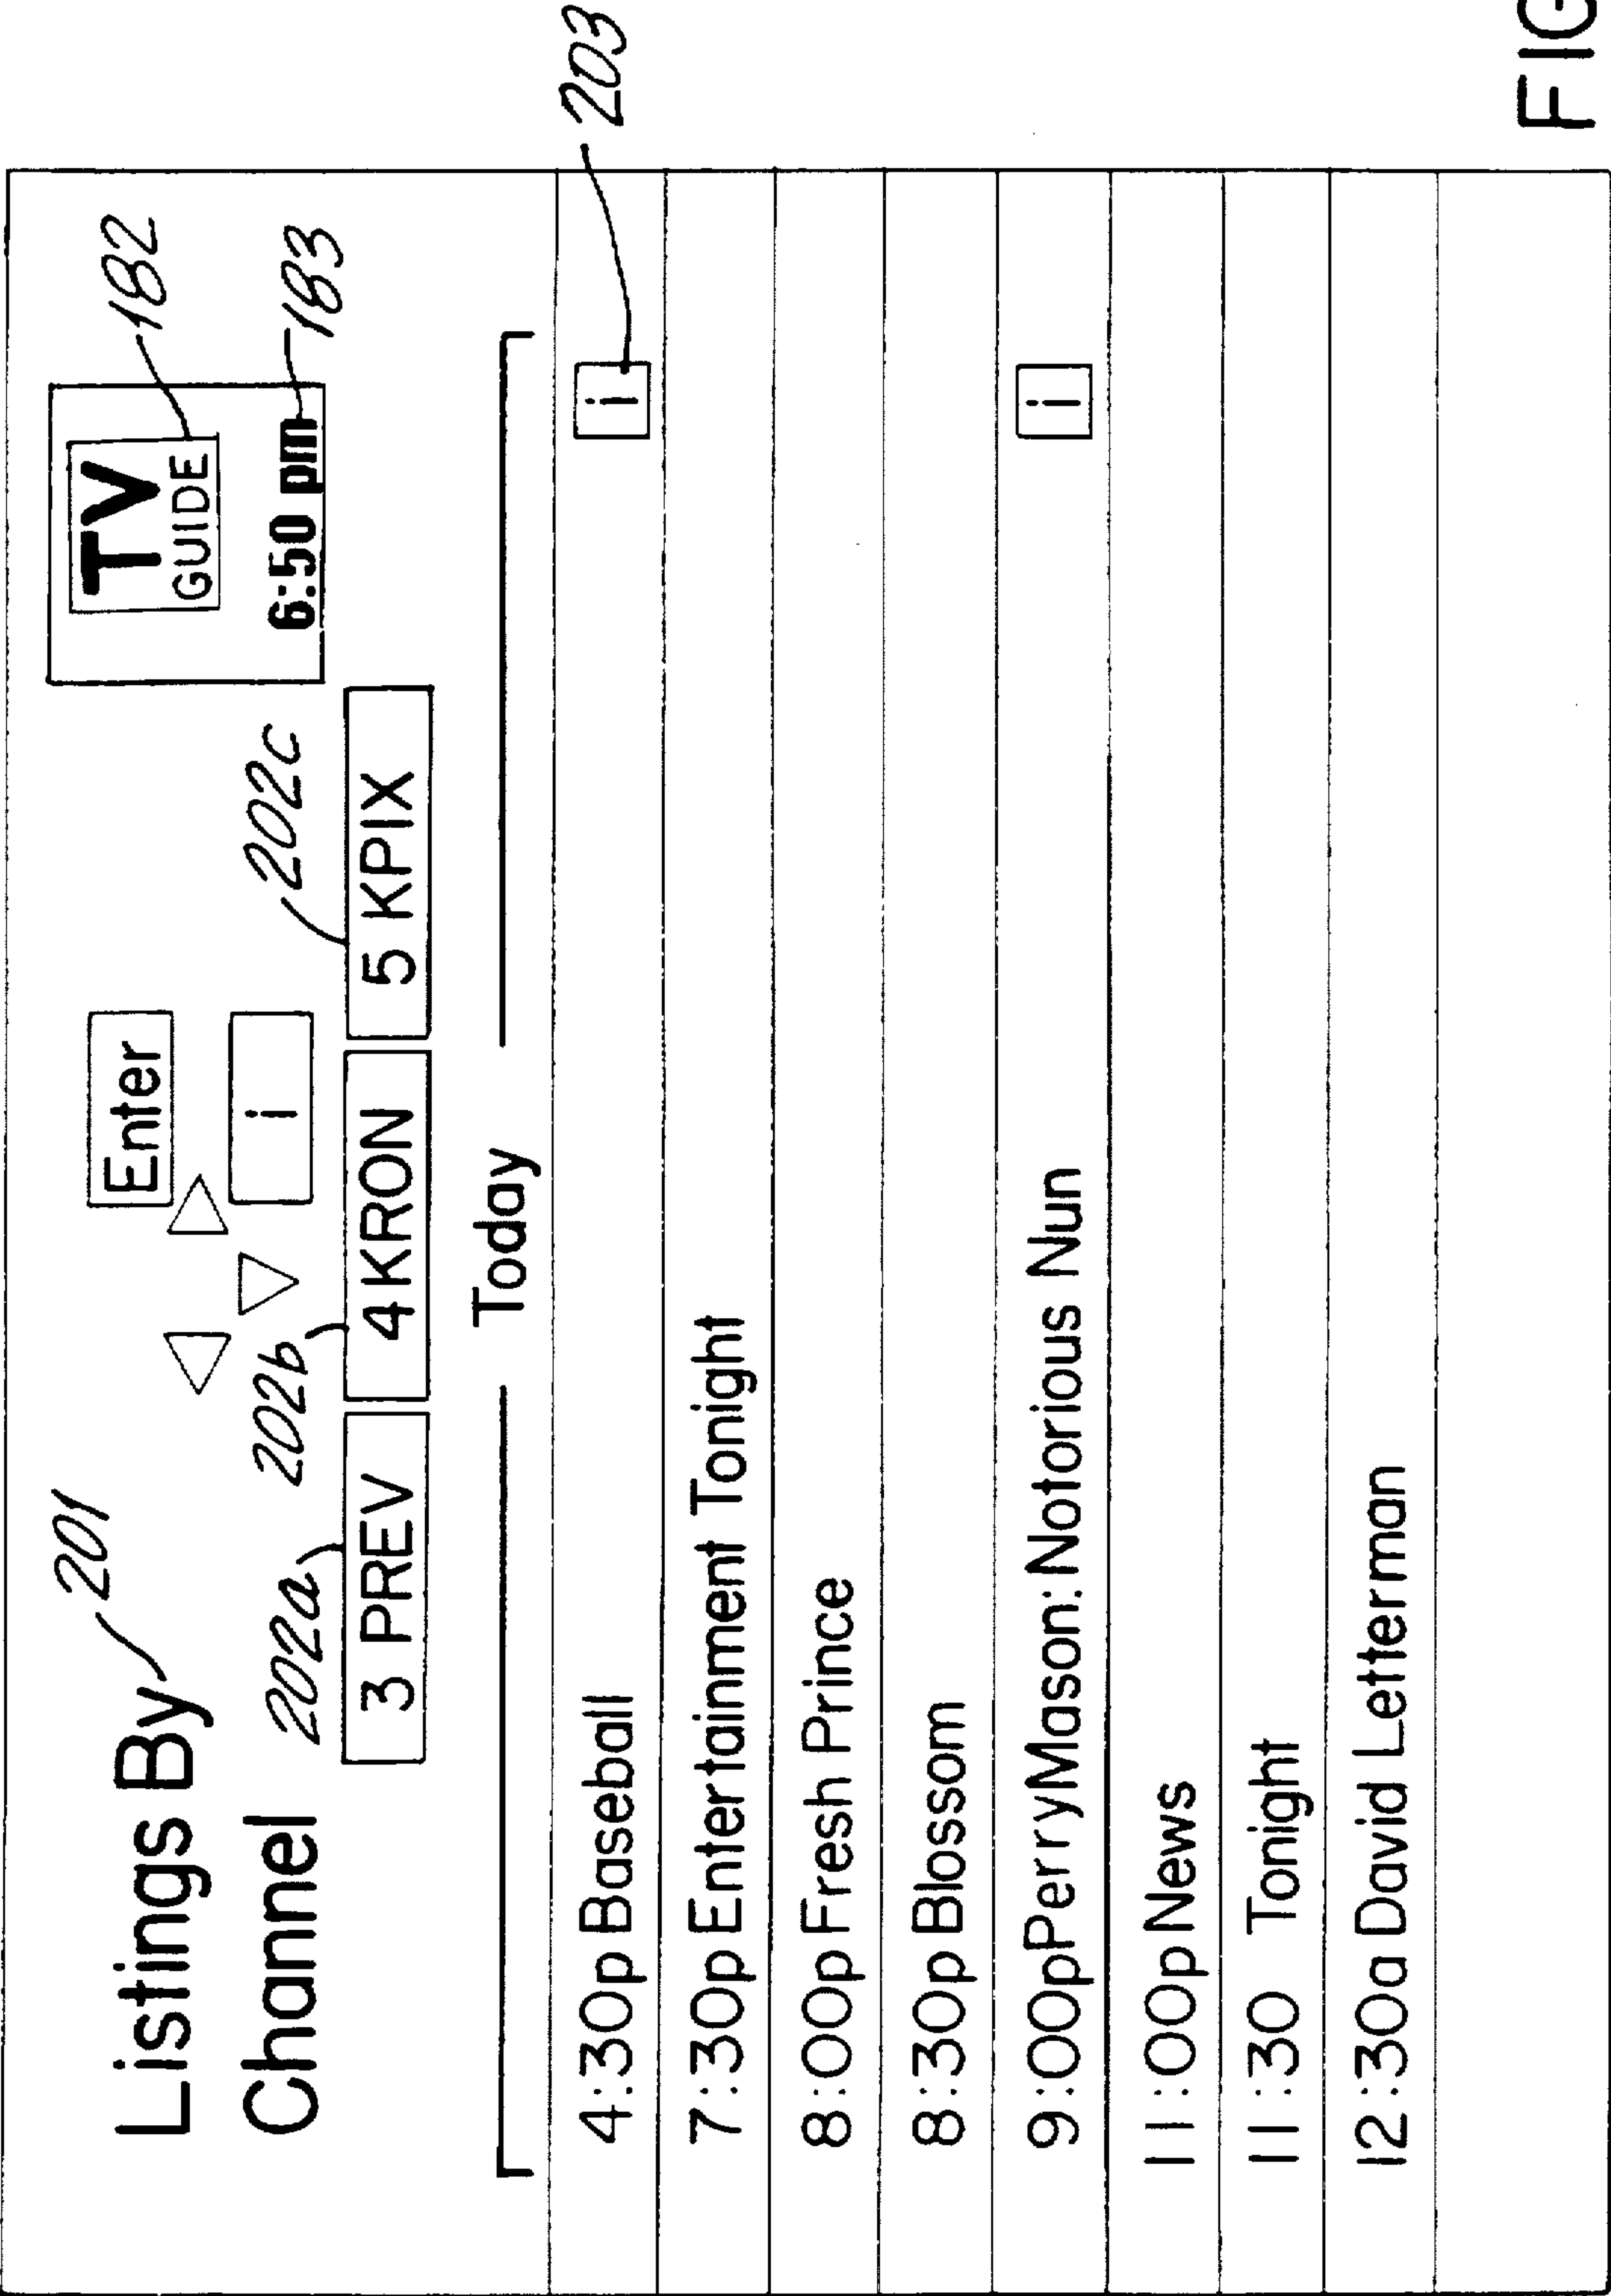 Listings By
Channel
201
Enter
i
TV
GUIDE
6:50 pm
182
183
202a
202b
202c
3 PREV
4 KRON
5 KPIX
Today
4:30p Baseball
i
203
7:30p Entertainment Tonight
8:00p Fresh Prince
8:30p Blossom
9:00p Perry Mason: Notorious Nun
i
11:00p News
11:30 Tonight
12:30a David Letterman
FIG